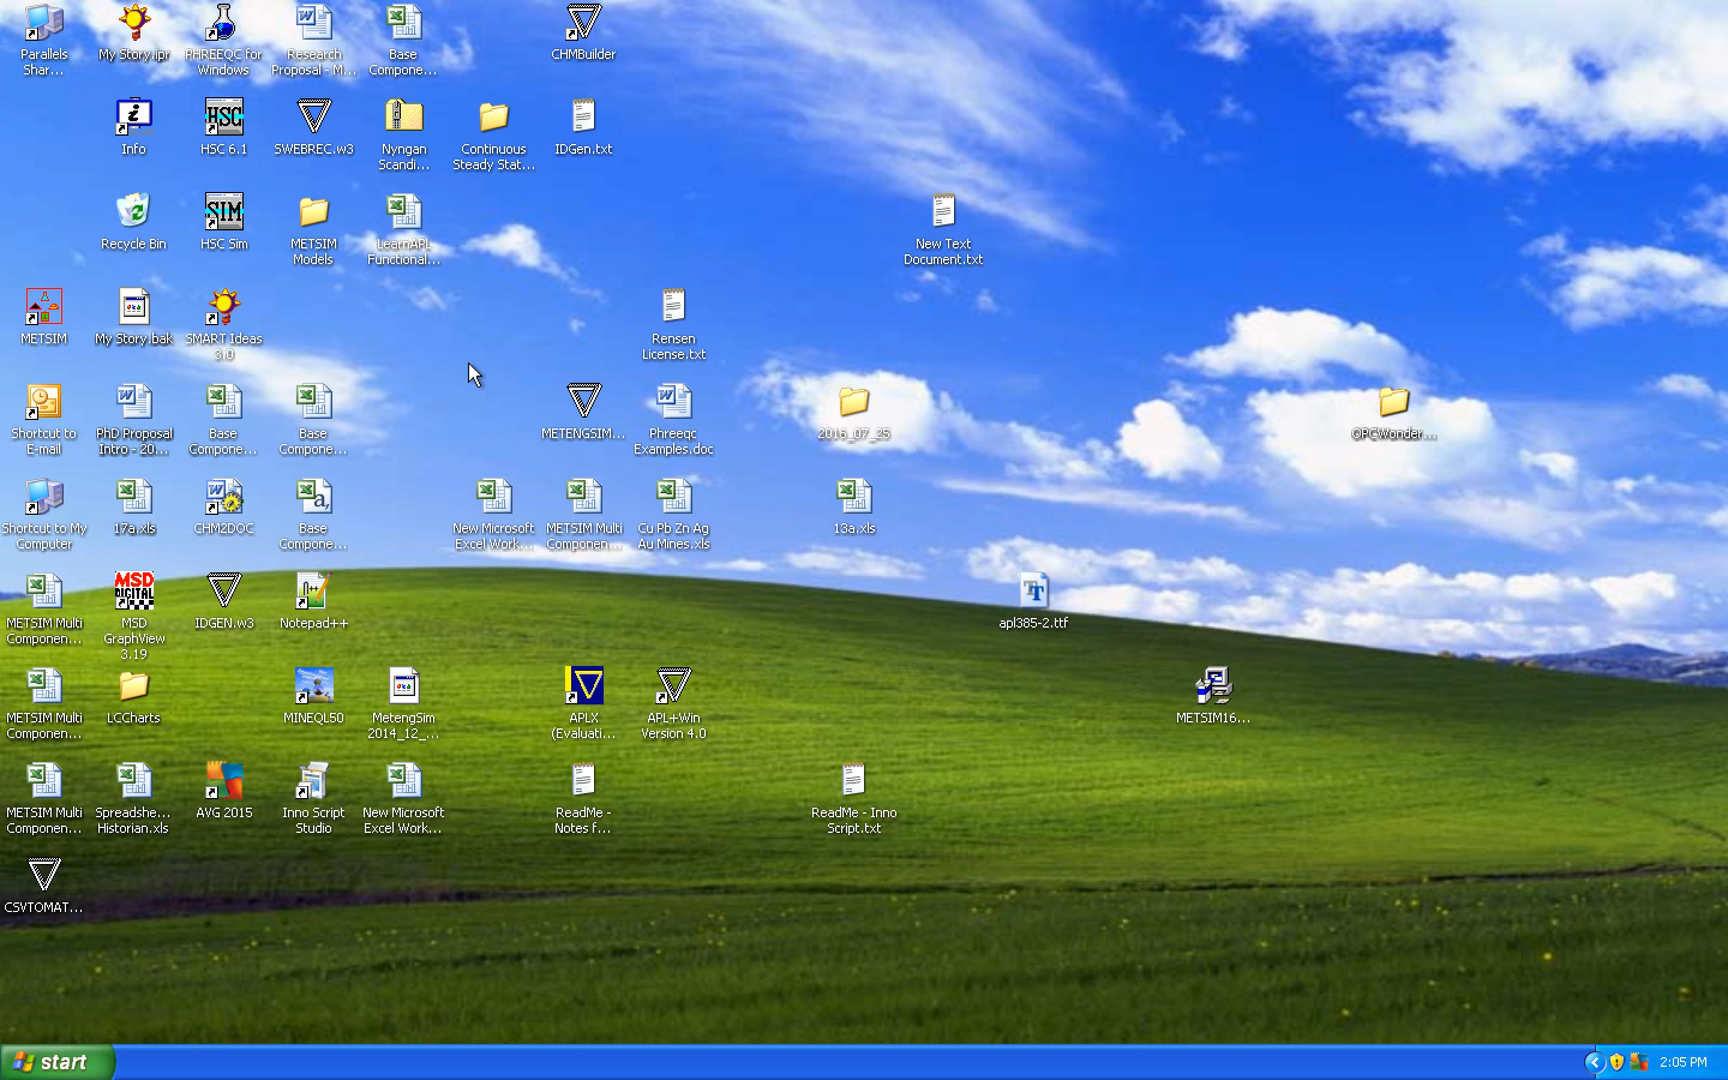 Parallels
Shar...
My Story.ipr
PHREEQC for
Windows
Research
Proposal - M...
Base
Compone...
CHMBuilder
Info
HSC
HSC 6.1
SWEBREC.w3
Nyngan
Scandi...
Continuous
Steady Stat...
IDGen.txt
Recycle Bin
SIM
HSC Sim
METSIM
Models
LearnAPL
Functional...
New Text
Document.txt
METSIM
My Story.bak
SMART Ideas
3.0
Rensen
License.txt
Shortcut to
E-mail
PhD Proposal
Intro - 20...
Base
Compone...
Base
Compone...
METENGSIM...
Phreeqc
Examples.doc
2016_07_25
OPCWonder...
Shortcut to My
Computer
17a.xls
CHM2DOC
Base
Compone...
New Microsoft
Excel Work...
METSIM Multi
Componen...
Cu Pb Zn Ag
Au Mines.xls
13a.xls
METSIM Multi
Componen...
MSD
DIGITAL
MSD
GraphView
3.19
IDGEN.w3
Notepad++
apl385-2.ttf
METSIM Multi
Componen...
LCCharts
MINEQL50
MetengSim
2014_12_...
APLX
(Evaluati...
APL+Win
Version 4.0
METSIM16...
METSIM Multi
Componen...
Spreadshe...
Historian.xls
AVG 2015
Inno Script
Studio
New Microsoft
Excel Work...
ReadMe -
Notes f...
ReadMe - Inno
Script.txt
CSVTOMAT...
start
2:05 PM